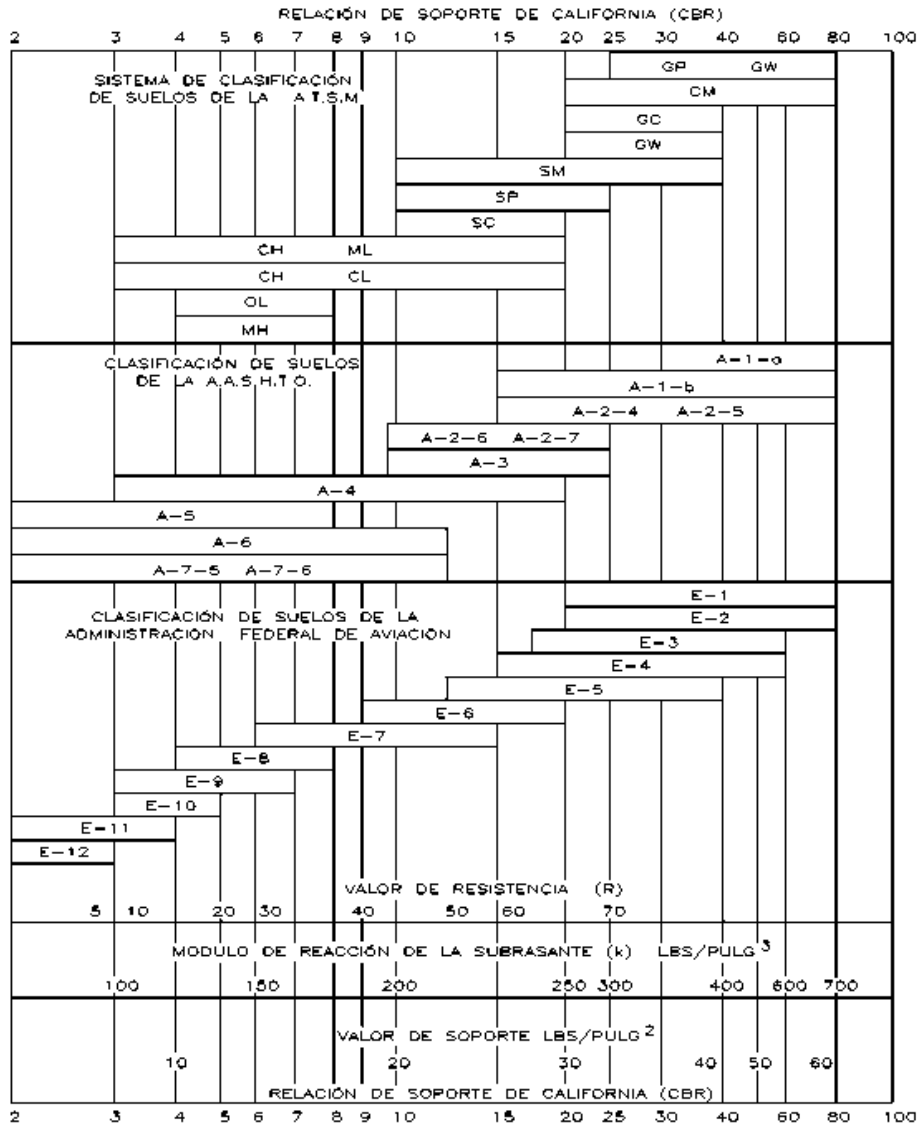 RELACIÓN DE SOPORTE DE CALIFORNIA (CBR)
2 3 4 5 6 7 8 9 10 15 20 25 30 40 60 80 100
SISTEMA DE CLASIFICACIÓN
DE SUELOS DE LA A T.S.M
GP GW
CM
GC
GW
SM
SP
SC
CH ML
CH CL
OL
MH
CLASIFICACIÓN DE SUELOS
DE LA A.A.S.H.T O.
A-1-a
A-1-b
A-2-4 A-2-5
A-2-6 A-2-7
A-3
A-4
A-5
A-6
A-7-5 A-7-6
CLASIFICACIÓN DE SUELOS DE LA
ADMINISTRACION FEDERAL DE AVIACIÓN
E-1
E-2
E-3
E-4
E-5
E-6
E-7
E-8
E-9
E-10
E-11
E-12
VALOR DE RESISTENCIA (R)
5 10 20 30 40 50 60 70
MODULO DE REACCIÓN DE LA SUBRASANTE (k) LBS/PULG3
100 150 200 250 300 400 600 700
VALOR DE SOPORTE LBS/PULG2
10 20 30 40 50 60
RELACIÓN DE SOPORTE DE CALIFORNIA (CBR)
2 3 4 5 6 7 8 9 10 15 20 25 30 40 60 80 100